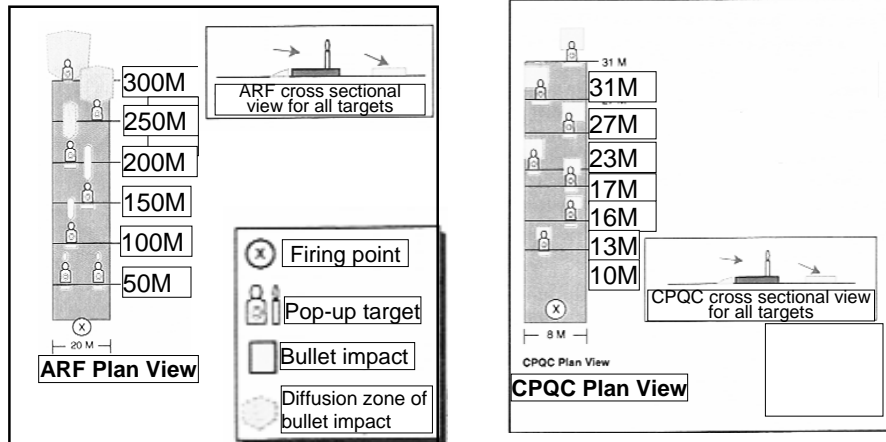 300M
250M
200M
150M
100M
50M
X
20 M
ARF Plan View
ARF cross sectional
view for all targets
X
Firing point
Pop-up target
Bullet impact
Diffusion zone of
bullet impact
31 M
31M
27M
23M
17M
16M
13M
10M
X
8 M
CPQC Plan View
CPQC Plan View
CPQC cross sectional view
for all targets